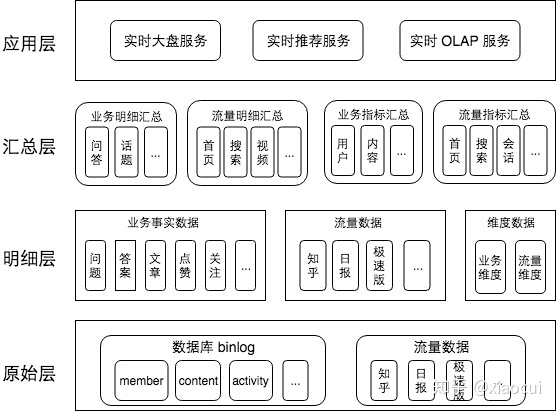 应用层
实时大盘服务
实时推荐服务
实时 OLAP 服务
汇总层
业务明细汇总
问答
话题
...
流量明细汇总
首页
搜索
视频
...
业务指标汇总
用户
内容
...
流量指标汇总
首页
搜索
会话
...
明细层
业务事实数据
问题
答案
文章
点赞
关注
...
流量数据
知乎
日报
极速版
...
维度数据
业务维度
流量维度
原始层
数据库 binlog
member
content
activity
...
流量数据
知乎
日报
极速版
知乎 @xiaocui